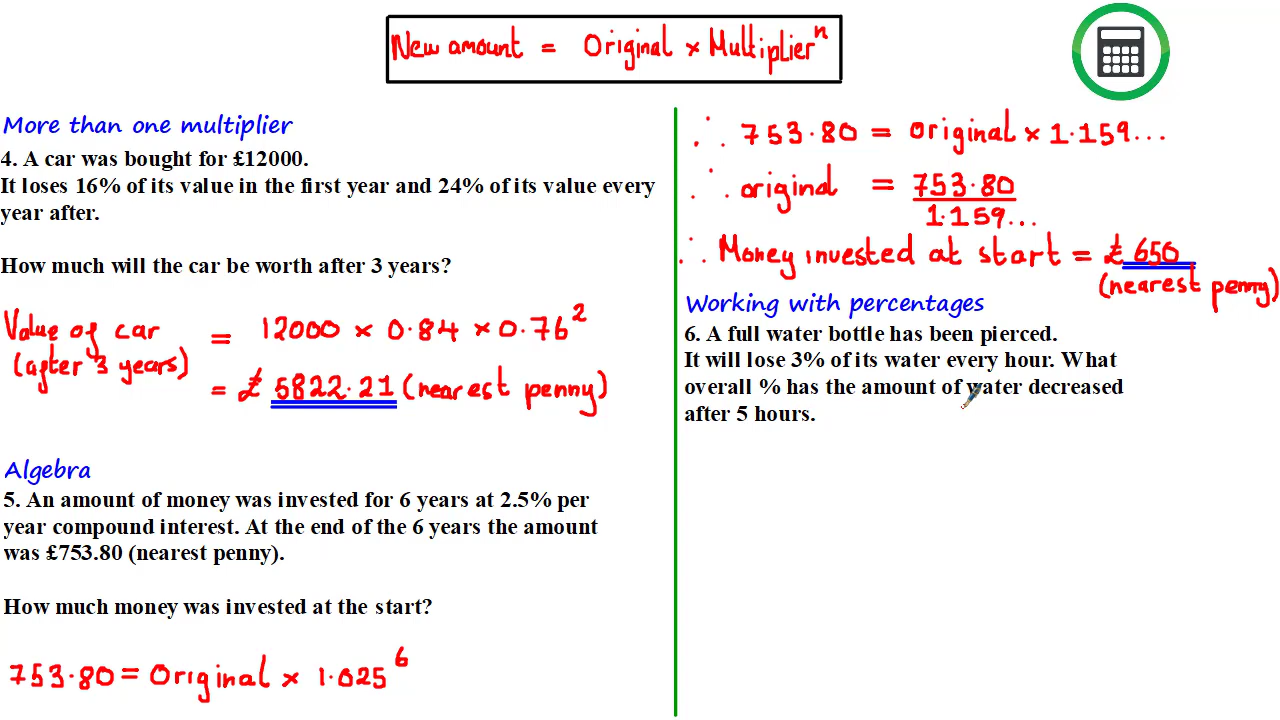 New amount = Original × Multiplierⁿ
More than one multiplier
4. A car was bought for £12000.
It loses 16% of its value in the first year and 24% of its value every
year after.
How much will the car be worth after 3 years?
Value of car = 12000 × 0.84 × 0.76²
(after 3 years)
= £ 5822.21 (nearest penny)
Algebra
5. An amount of money was invested for 6 years at 2.5% per
year compound interest. At the end of the 6 years the amount
was £753.80 (nearest penny).
How much money was invested at the start?
753.80 = Original × 1.025⁶
∴ 753.80 = Original × 1.159...
∴ original = 753.80
1.159...
∴ Money invested at start = £ 650
(nearest penny)
Working with percentages
6. A full water bottle has been pierced.
It will lose 3% of its water every hour. What
overall % has the amount of water decreased
after 5 hours.